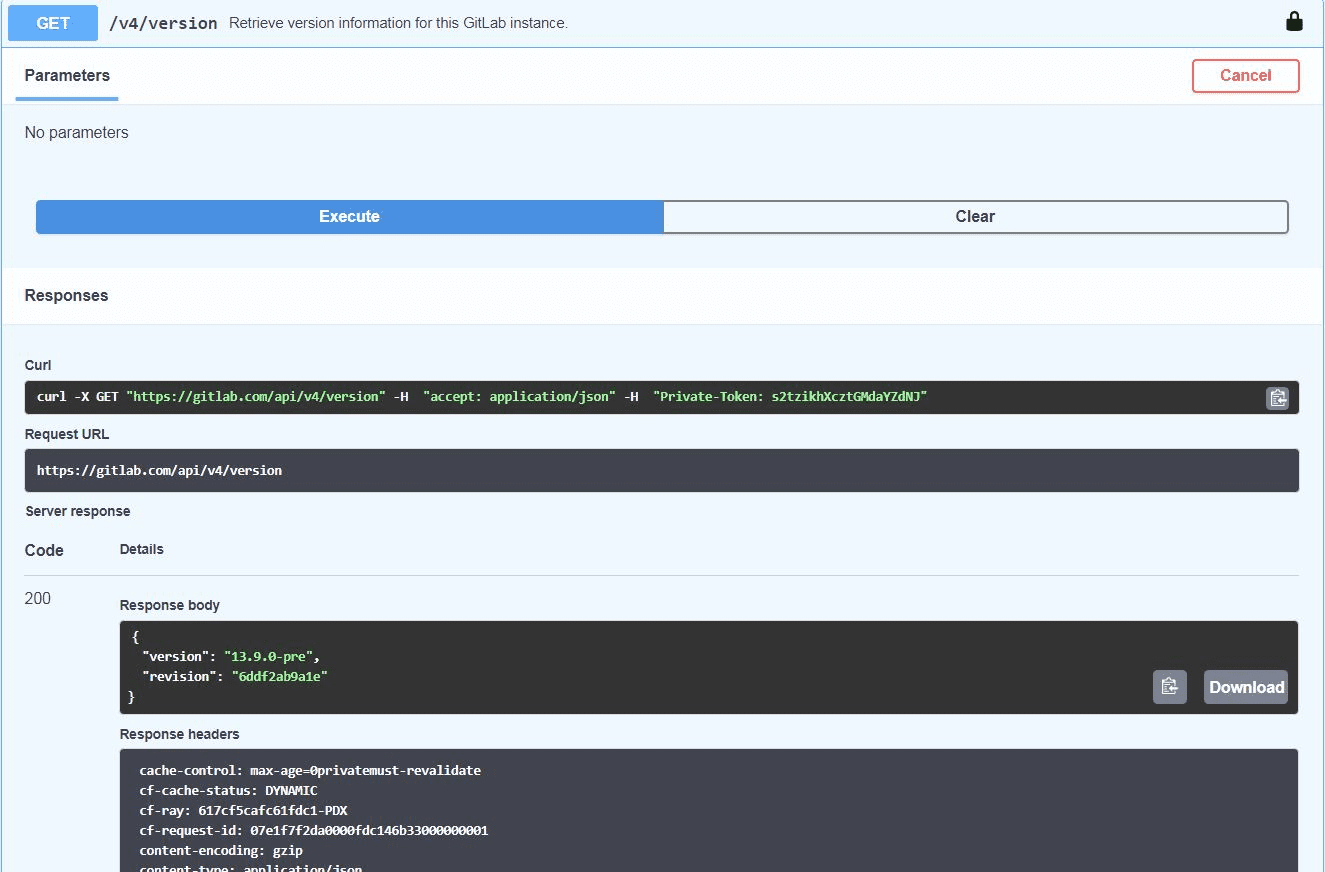 GET /v4/version Retrieve version information for this GitLab instance.
Parameters
Cancel
No parameters
Execute
Clear
Responses
Curl
curl -X GET "https://gitlab.com/api/v4/version" -H  "accept: application/json" -H  "Private-Token: s2tzikhXcztGMdaYZdNJ"
Request URL
https://gitlab.com/api/v4/version
Server response
Code Details
200
Response body
{
"version": "13.9.0-pre",
"revision": "6ddf2ab9a1e"
}
Download
Response headers
cache-control: max-age=0privatemust-revalidate
cf-cache-status: DYNAMIC
cf-ray: 617cf5cafc61fdc1-PDX
cf-request-id: 07e1f7f2da0000fdc146b33000000001
content-encoding: gzip
content-type: application/json